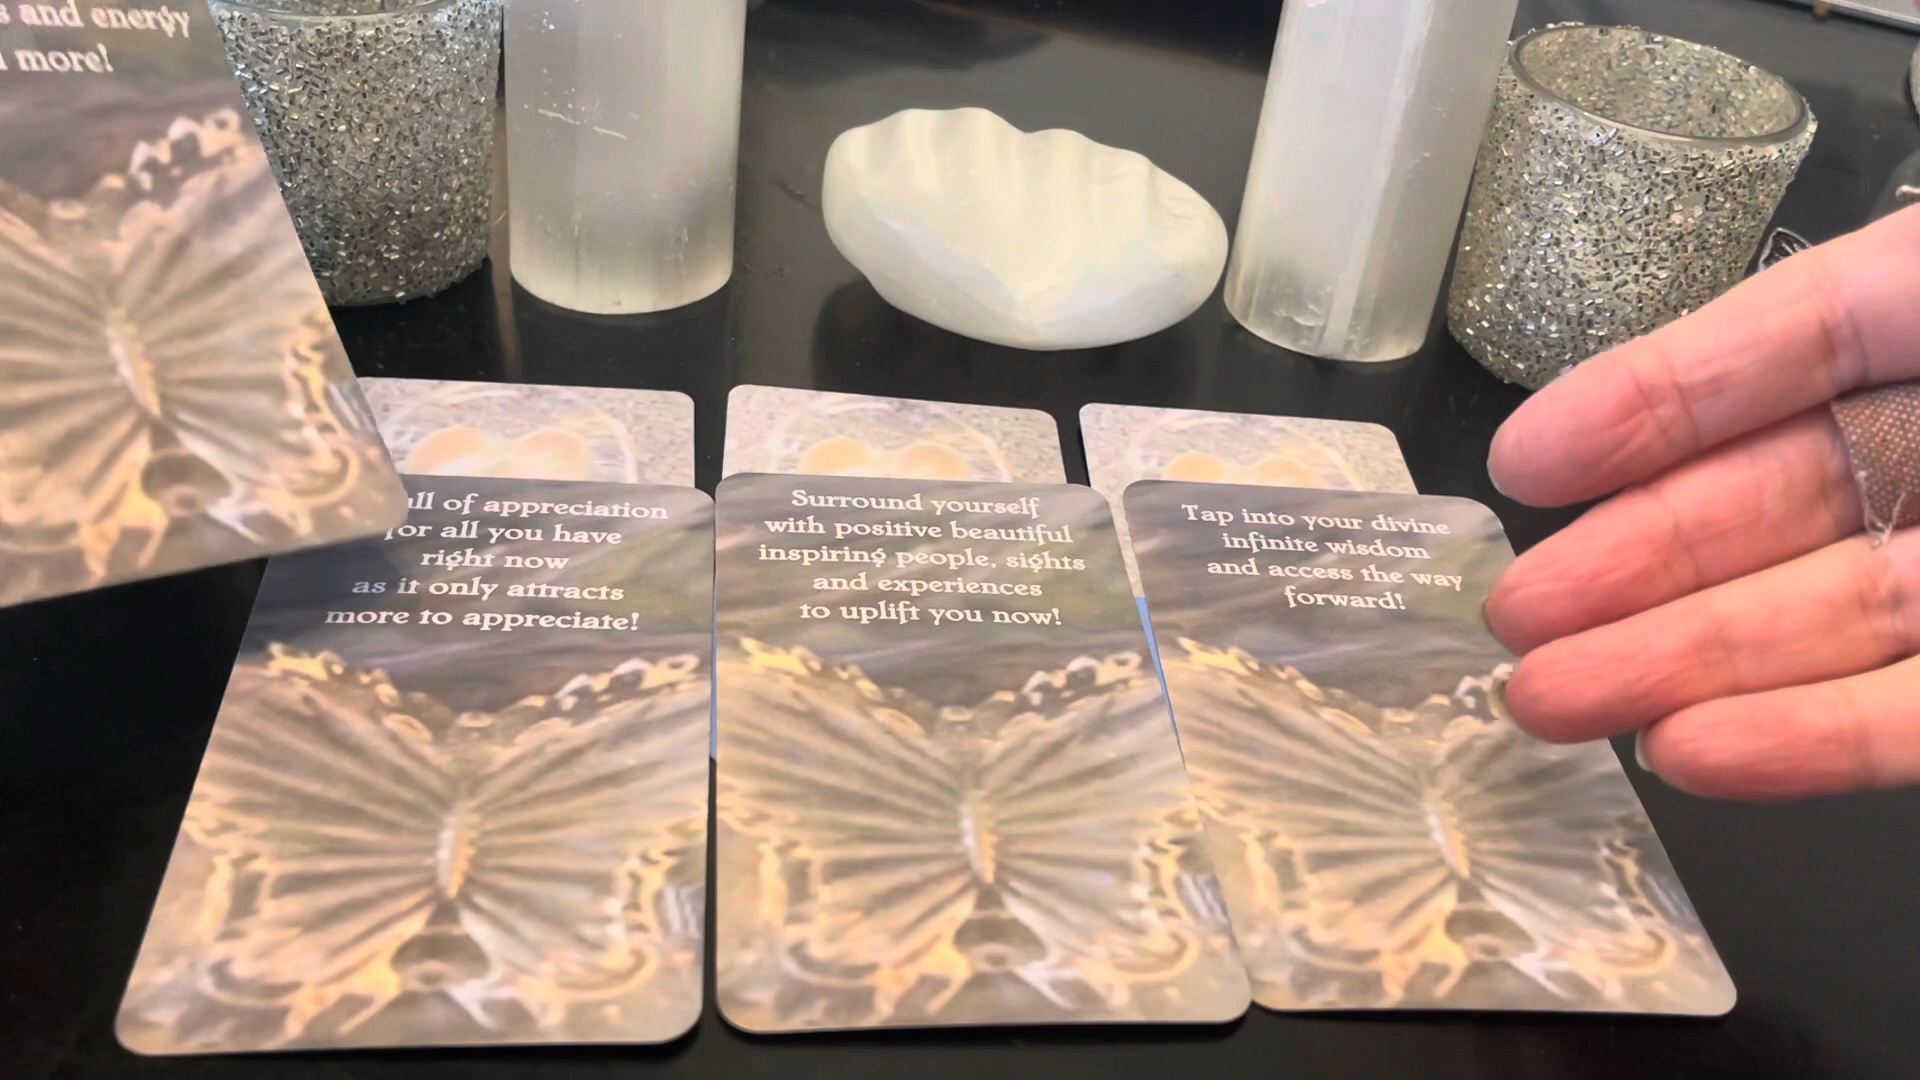 and energy
more!
of appreciation
for all you have
right now
as it only attracts
more to appreciate!
Surround yourself
with positive beautiful
inspiring people, sights
and experiences
to uplift you now!
Tap into your divine
infinite wisdom
and access the way
forward!